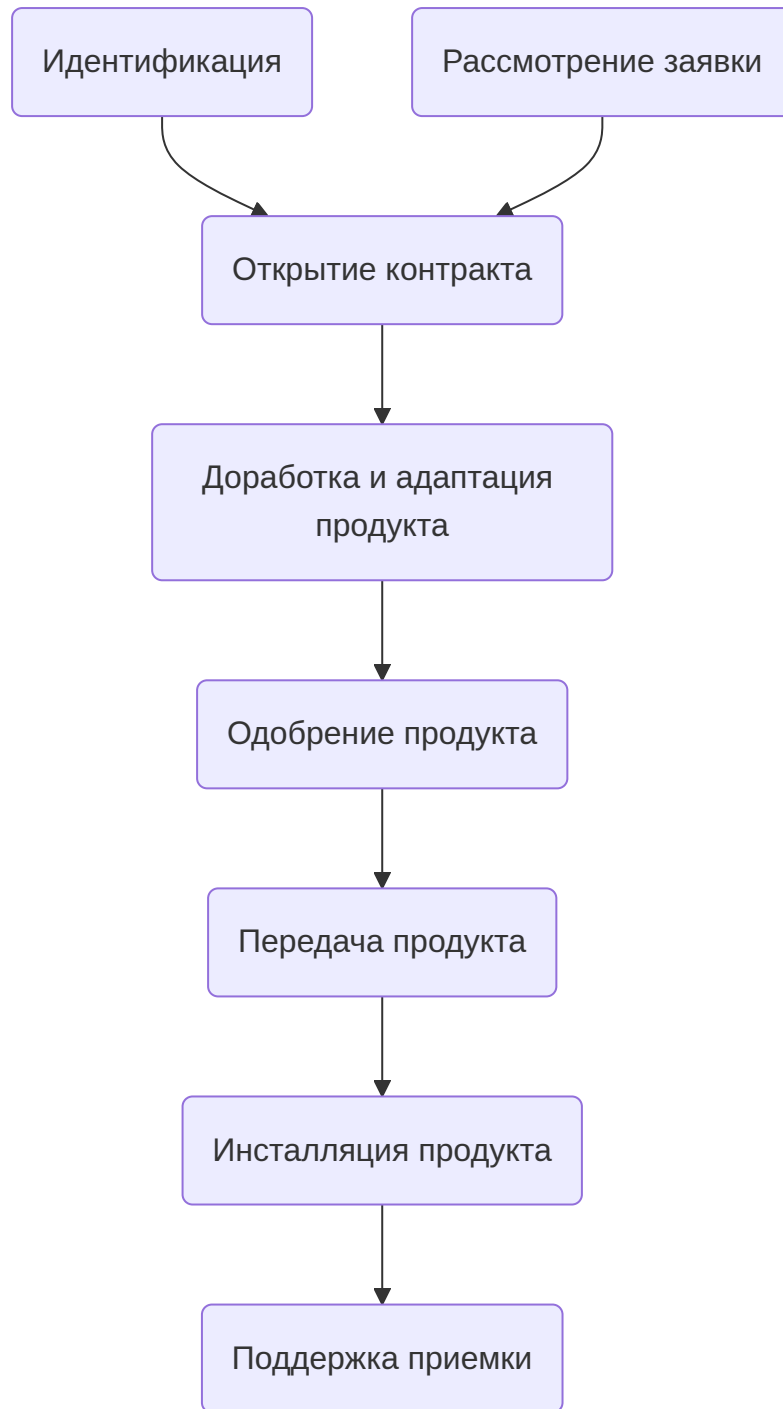 Идентификация
Рассмотрение заявки
Открытие контракта
Доработка и адаптация
продукта
Одобрение продукта
Передача продукта
Инсталляция продукта
Поддержка приемки